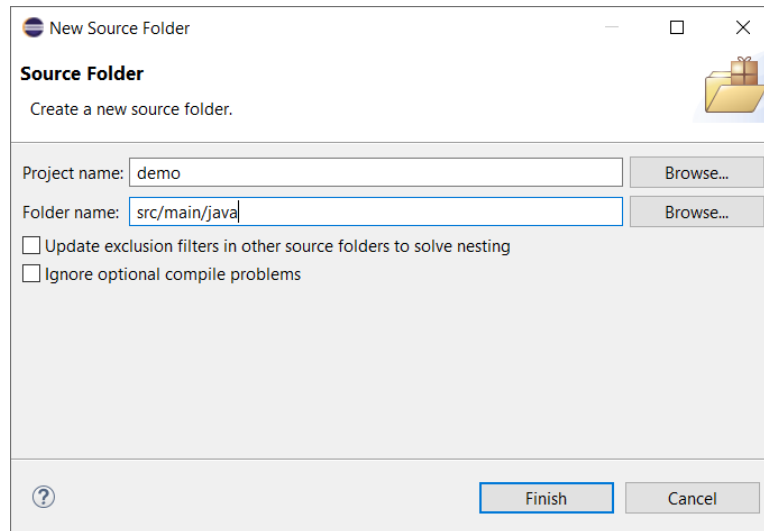 New Source Folder
Source Folder
Create a new source folder.
Project name: demo Browse...
Folder name: src/main/java Browse...
Update exclusion filters in other source folders to solve nesting
Ignore optional compile problems
? Finish Cancel